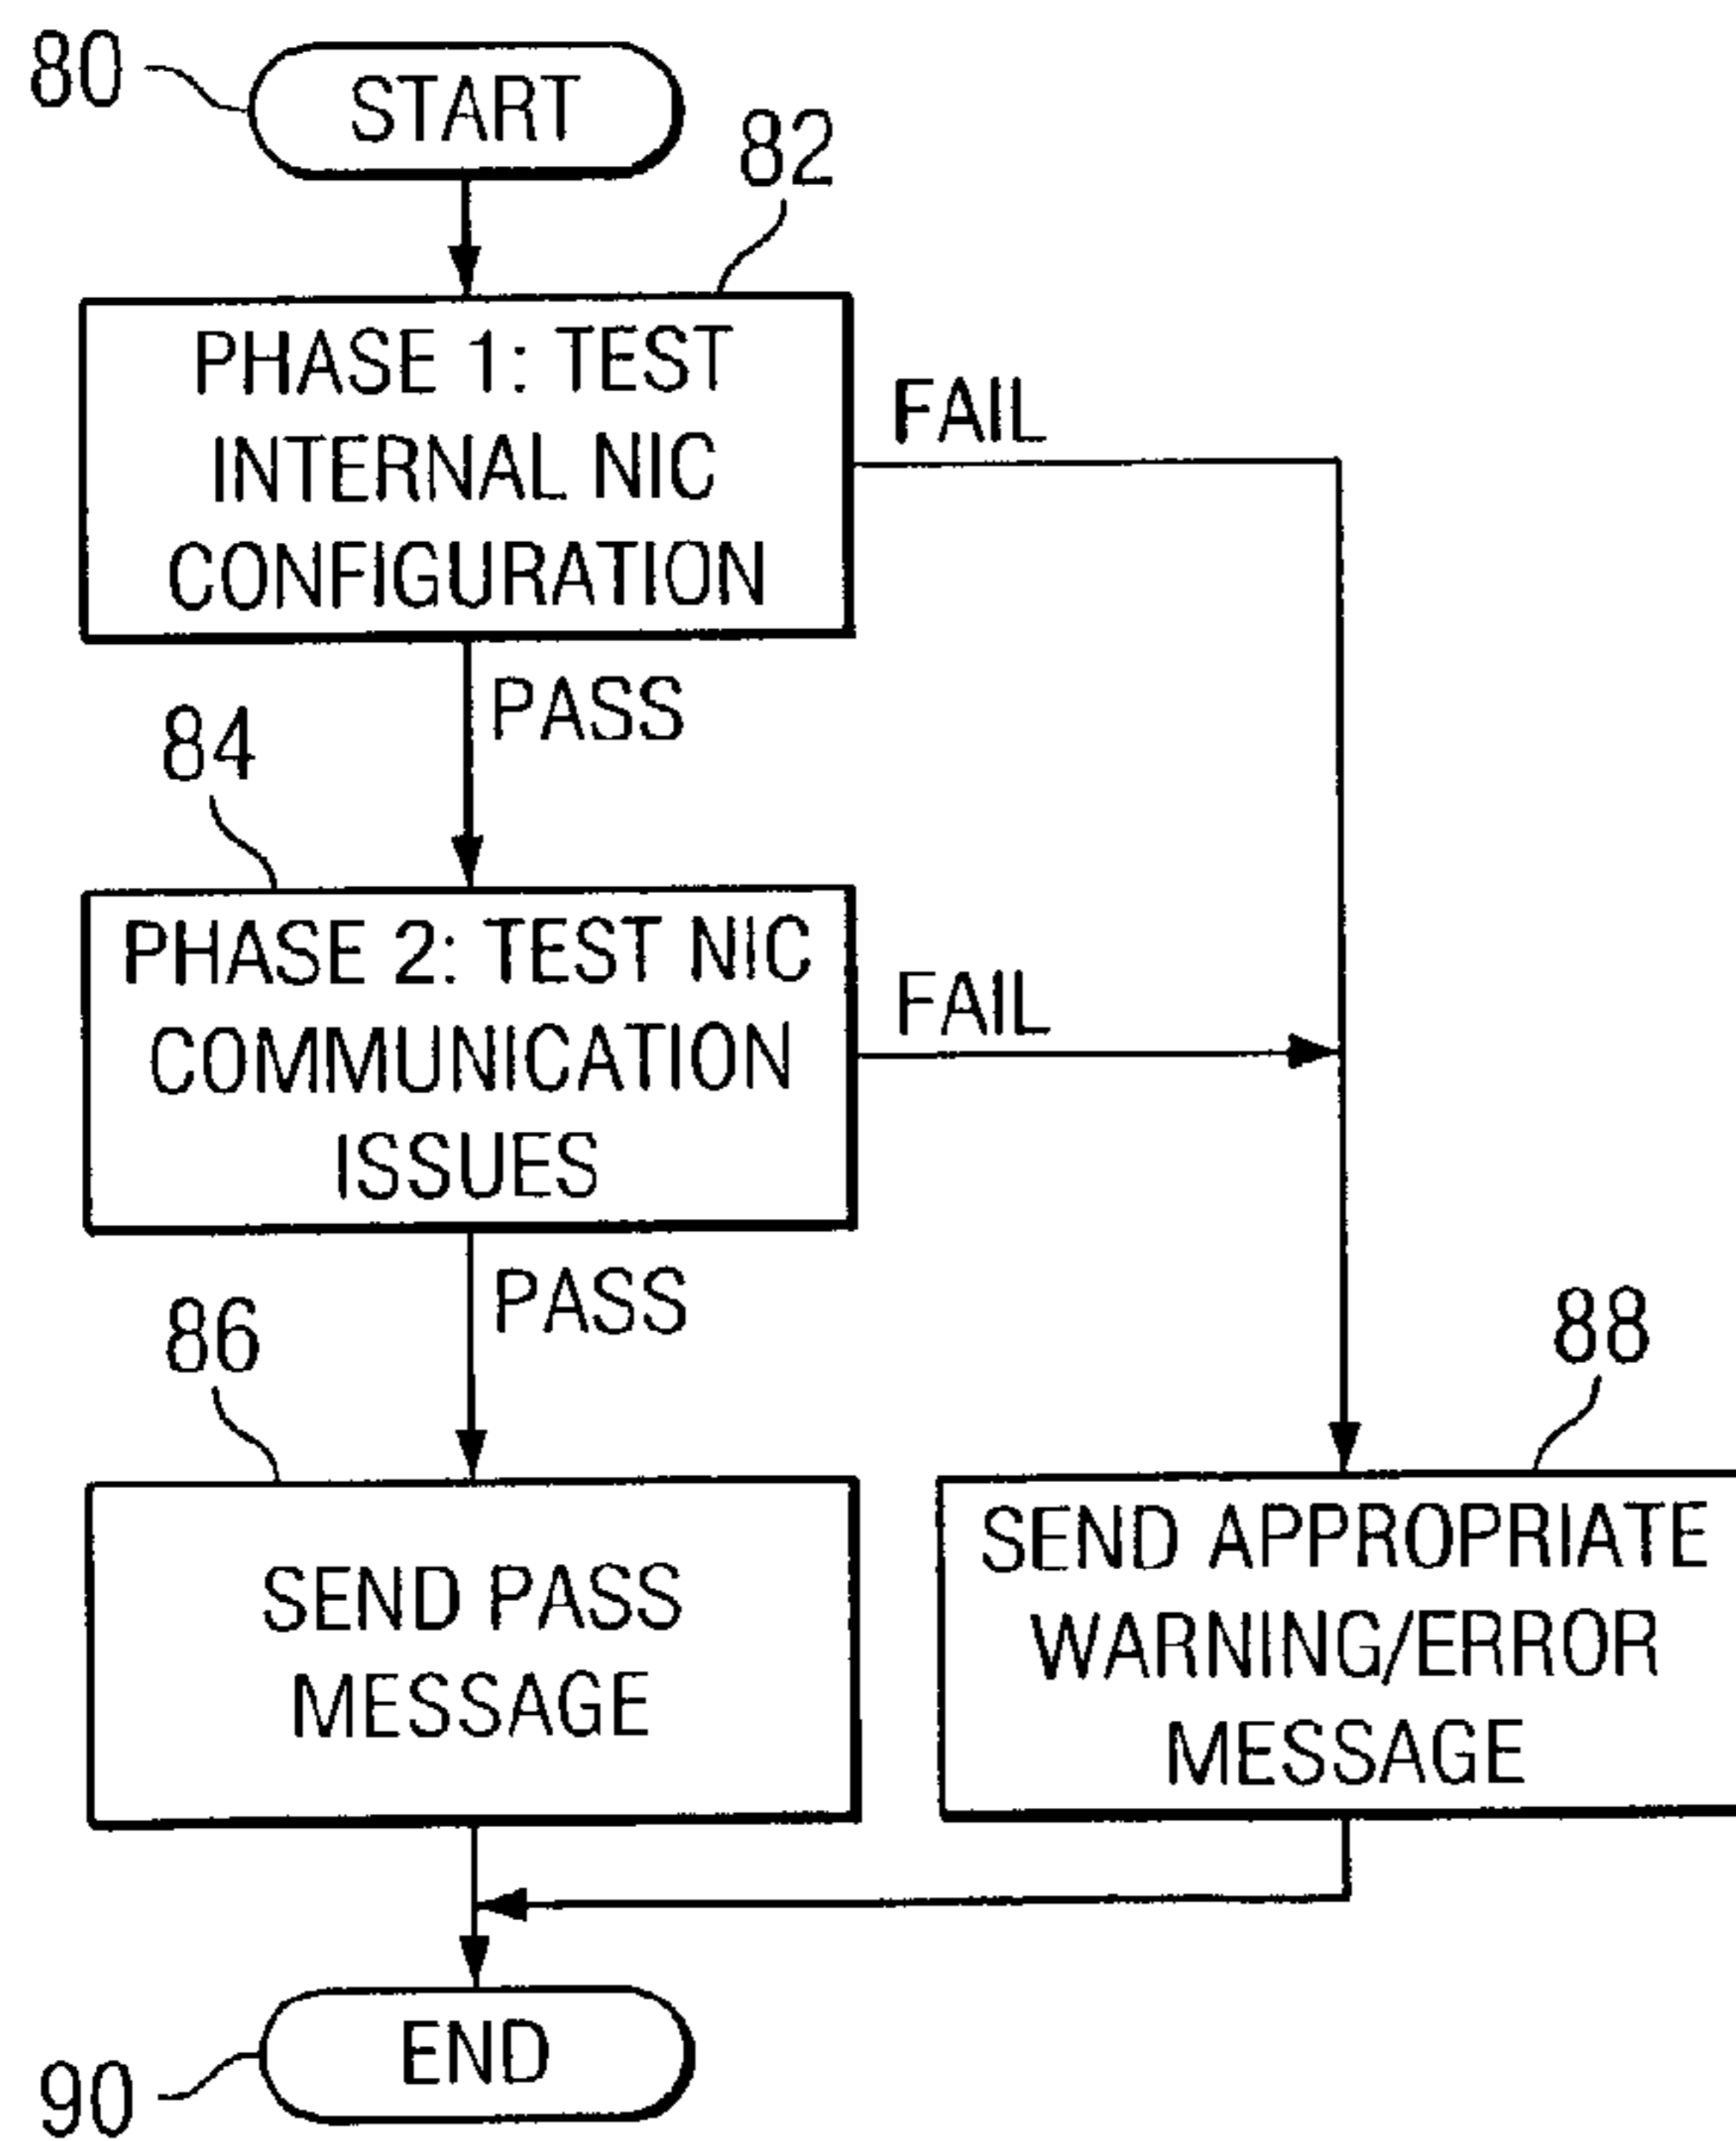 80
START
82
PHASE 1: TEST
INTERNAL NIC
CONFIGURATION
FAIL
PASS
84
PHASE 2: TEST NIC
COMMUNICATION
ISSUES
FAIL
PASS
86
SEND PASS
MESSAGE
88
SEND APPROPRIATE
WARNING/ERROR
MESSAGE
END
90